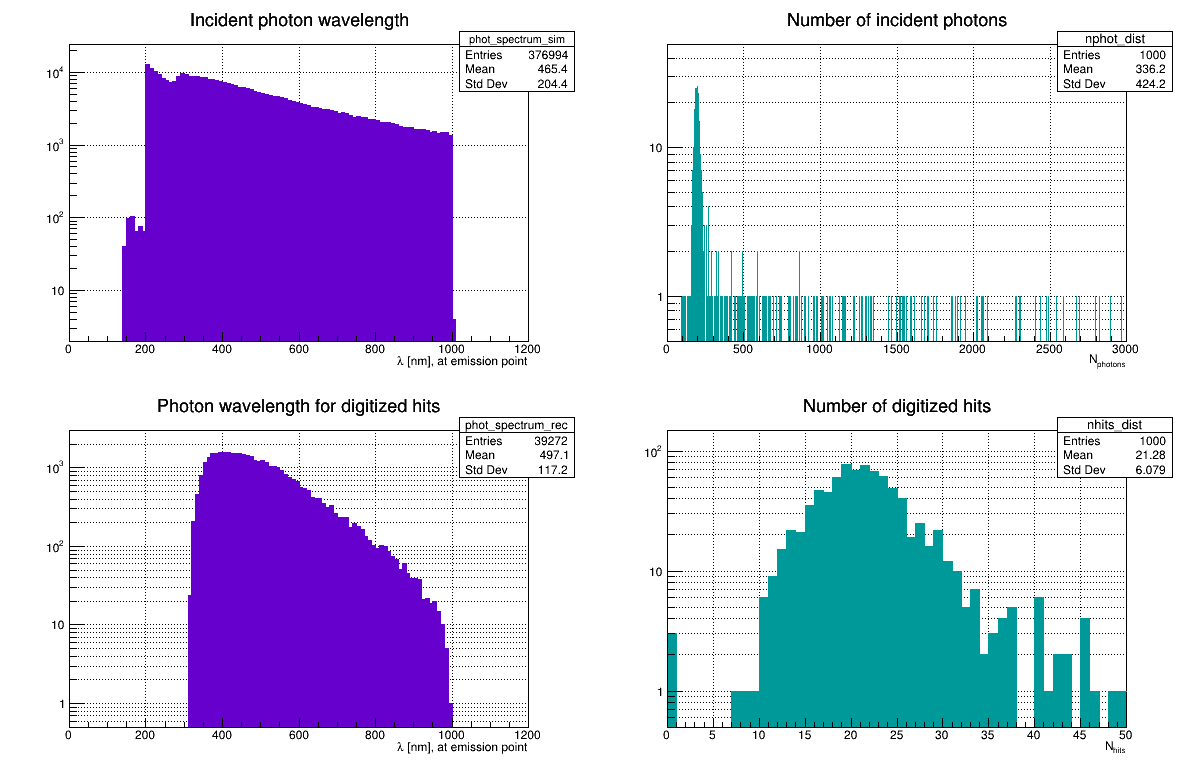 Incident photon wavelength
phot_spectrum_sim
Entries 376994
Mean 465.4
Std Dev 204.4
10^4
10^3
10^2
10
0 200 400 600 800 1000 1200
λ [nm], at emission point
Number of incident photons
nphot_dist
Entries 1000
Mean 336.2
Std Dev 424.2
10
1
0 500 1000 1500 2000 2500 3000
N_photons
Photon wavelength for digitized hits
phot_spectrum_rec
Entries 39272
Mean 497.1
Std Dev 117.2
10^3
10^2
10
1
0 200 400 600 800 1000 1200
λ [nm], at emission point
Number of digitized hits
nhits_dist
Entries 1000
Mean 21.28
Std Dev 6.079
10^2
10
1
0 5 10 15 20 25 30 35 40 45 50
N_hits